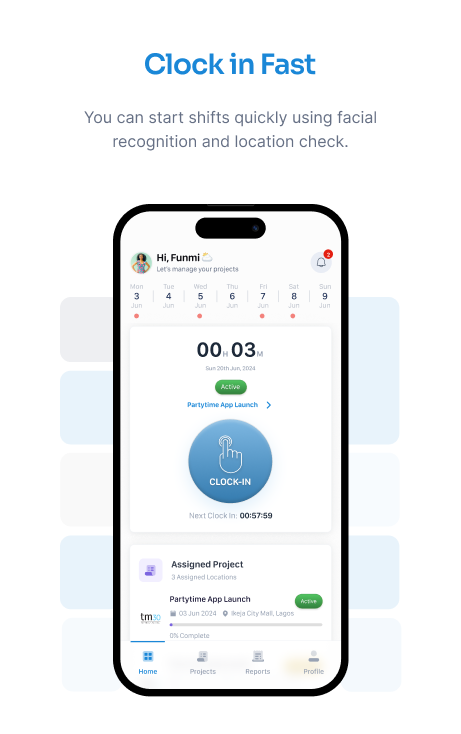 Clock in Fast
You can start shifts quickly using facial
recognition and location check.
Hi, Funmi
Let's manage your projects
2
Mon Tue Wed Thu Fri Sat Sun
3 4 5 6 7 8 9
Jun Jun Jun Jun Jun Jun Jun
00H 03M
Sun 20th Jun, 2024
Active
Partytime App Launch
CLOCK-IN
Next Clock In: 00:57:59
Assigned Project
3 Assigned Locations
Partytime App Launch
Active
tm30
03 Jun 2024 Ikeja City Mall, Lagos
0% Complete
Home Projects Reports Profile